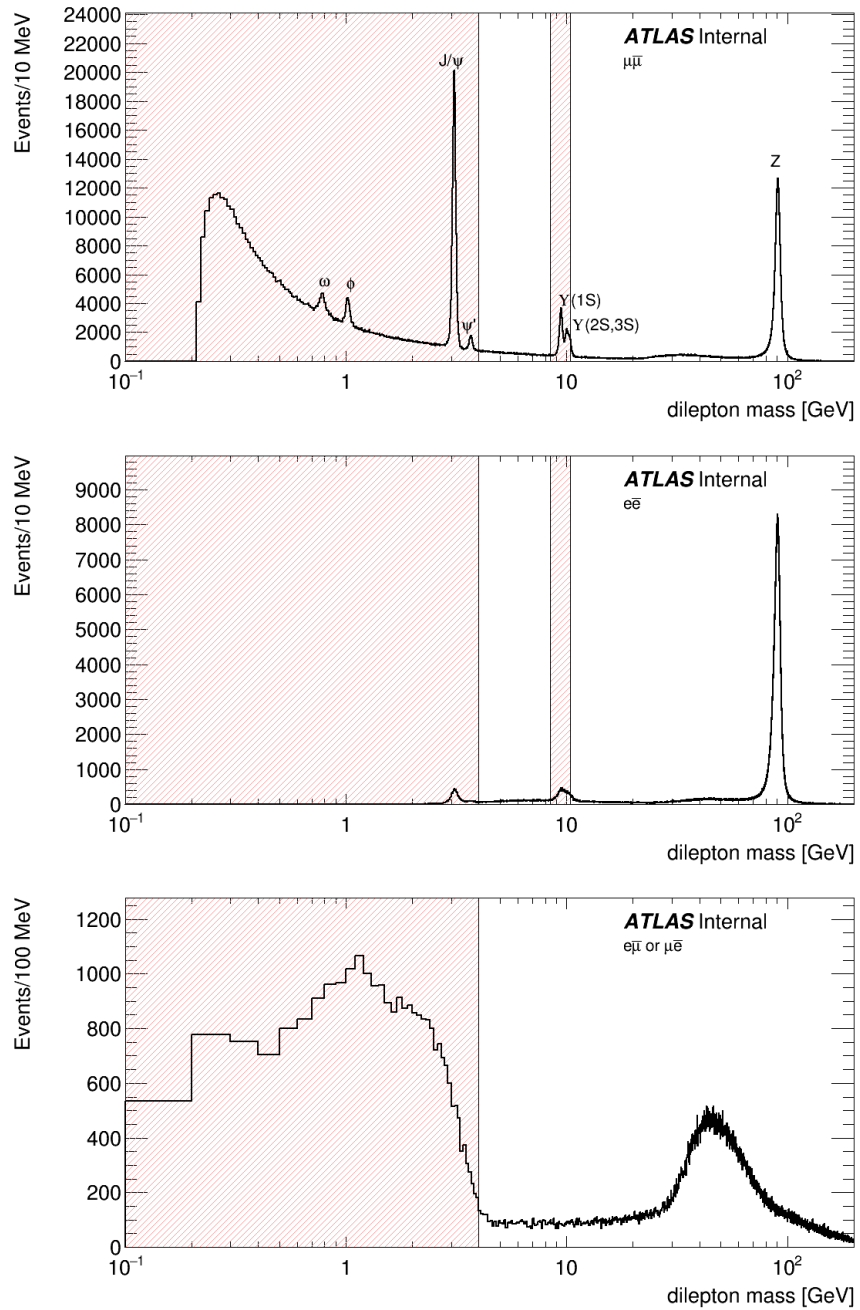 Events/10 MeV
24000
22000
20000
18000
16000
14000
12000
10000
8000
6000
4000
2000
0
ATLAS Internal
μμ̅
J/ψ
Z
ω
ϕ
ψ'
ϒ(1S)
ϒ(2S,3S)
10⁻¹ 1 10 10²
dilepton mass [GeV]
Events/10 MeV
9000
8000
7000
6000
5000
4000
3000
2000
1000
0
ATLAS Internal
ee̅
10⁻¹ 1 10 10²
dilepton mass [GeV]
Events/100 MeV
1200
1000
800
600
400
200
0
ATLAS Internal
eμ̅ or μe̅
10⁻¹ 1 10 10²
dilepton mass [GeV]